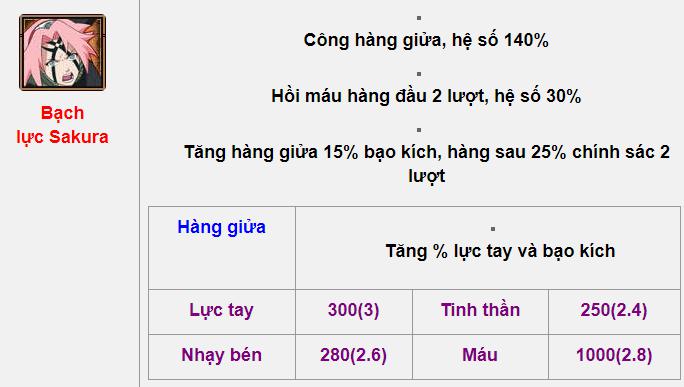 Bạch
lực Sakura
Công hàng giửa, hệ số 140%
Hồi máu hàng đầu 2 lượt, hệ số 30%
Tăng hàng giửa 15% bạo kích, hàng sau 25% chính sác 2
lượt
Hàng giửa
Tăng % lực tay và bạo kích
Lực tay 300(3) Tinh thần 250(2.4)
Nhạy bén 280(2.6) Máu 1000(2.8)